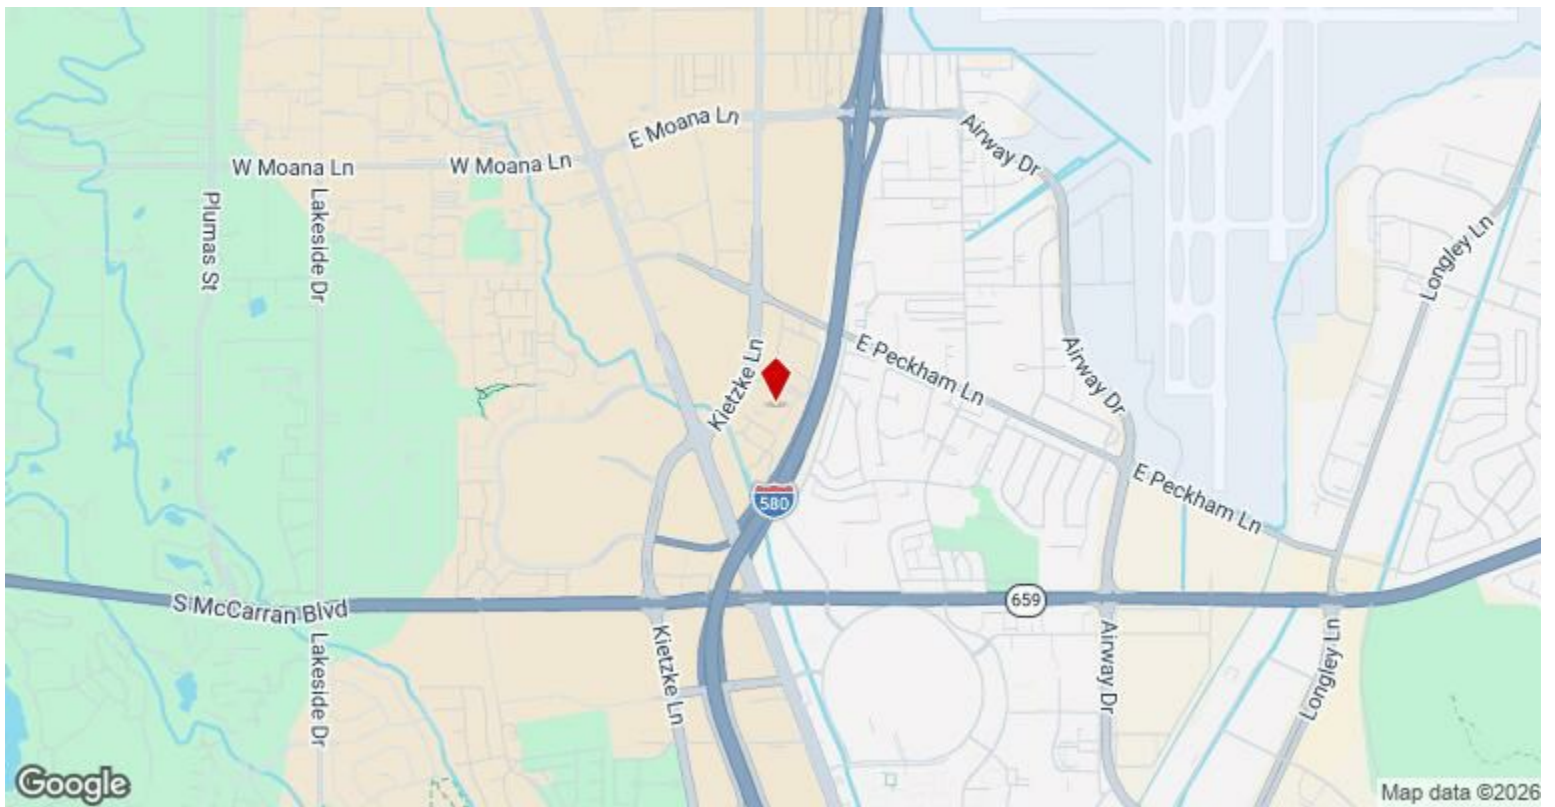 E Moana Ln
Airway Dr
W Moana Ln
W Moana Ln
Plumas St
Lakeside Dr
Longley Ln
Kietzke Ln
E Peckham Ln
Airway Dr
E Peckham Ln
580
S McCarran Blvd
659
Lakeside Dr
Kietzke Ln
Airway Dr
Longley Ln
Google
Map data ©2026